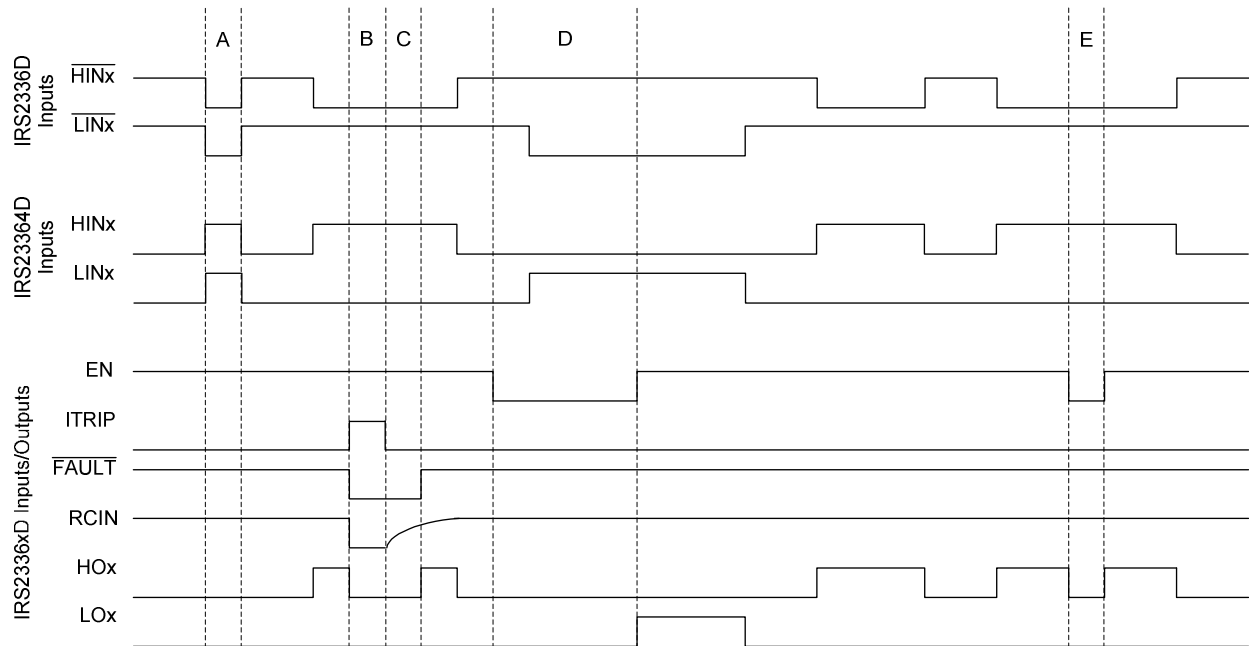 A B C D E
IRS2336D
Inputs
HINx
LINx
IRS23364D
Inputs
HINx
LINx
IRS2336xD Inputs/Outputs
EN
ITRIP
FAULT
RCIN
HOx
LOx